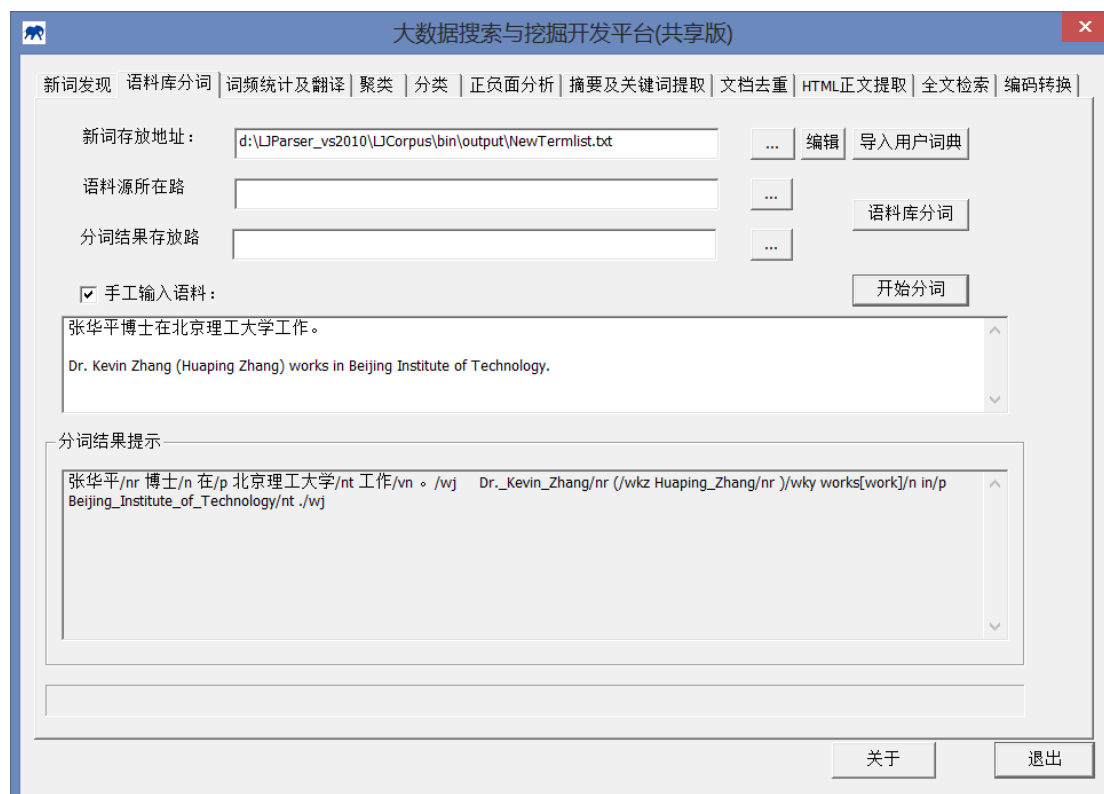 大数据搜索与挖掘开发平台(共享版)
新词发现 语料库分词 词频统计及翻译 聚类 分类 正负面分析 摘要及关键词提取 文档去重 HTML正文提取 全文检索 编码转换
新词存放地址： d:\LJParser_vs2010\LJCorpus\bin\output\NewTermlist.txt ... 编辑 导入用户词典
语料源所在路 ...
语料库分词
分词结果存放路 ...
手工输入语料： 开始分词
张华平博士在北京理工大学工作。
Dr. Kevin Zhang (Huaping Zhang) works in Beijing Institute of Technology.
分词结果提示
张华平/nr 博士/n 在/p 北京理工大学/nt 工作/vn 。/wj Dr._Kevin_Zhang/nr (/wkz Huaping_Zhang/nr )/wky works[work]/n in/p
Beijing_Institute_of_Technology/nt ./wj
关于 退出